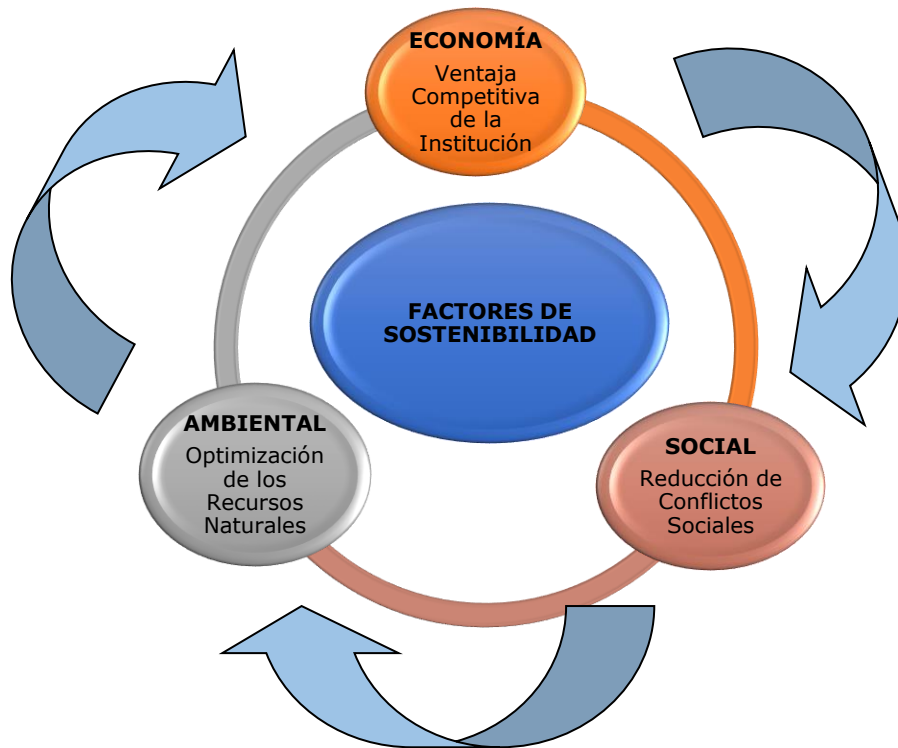 ECONOMÍA
Ventaja
Competitiva
de la
Institución
FACTORES DE
SOSTENIBILIDAD
AMBIENTAL
Optimización
de los
Recursos
Naturales
SOCIAL
Reducción de
Conflictos
Sociales